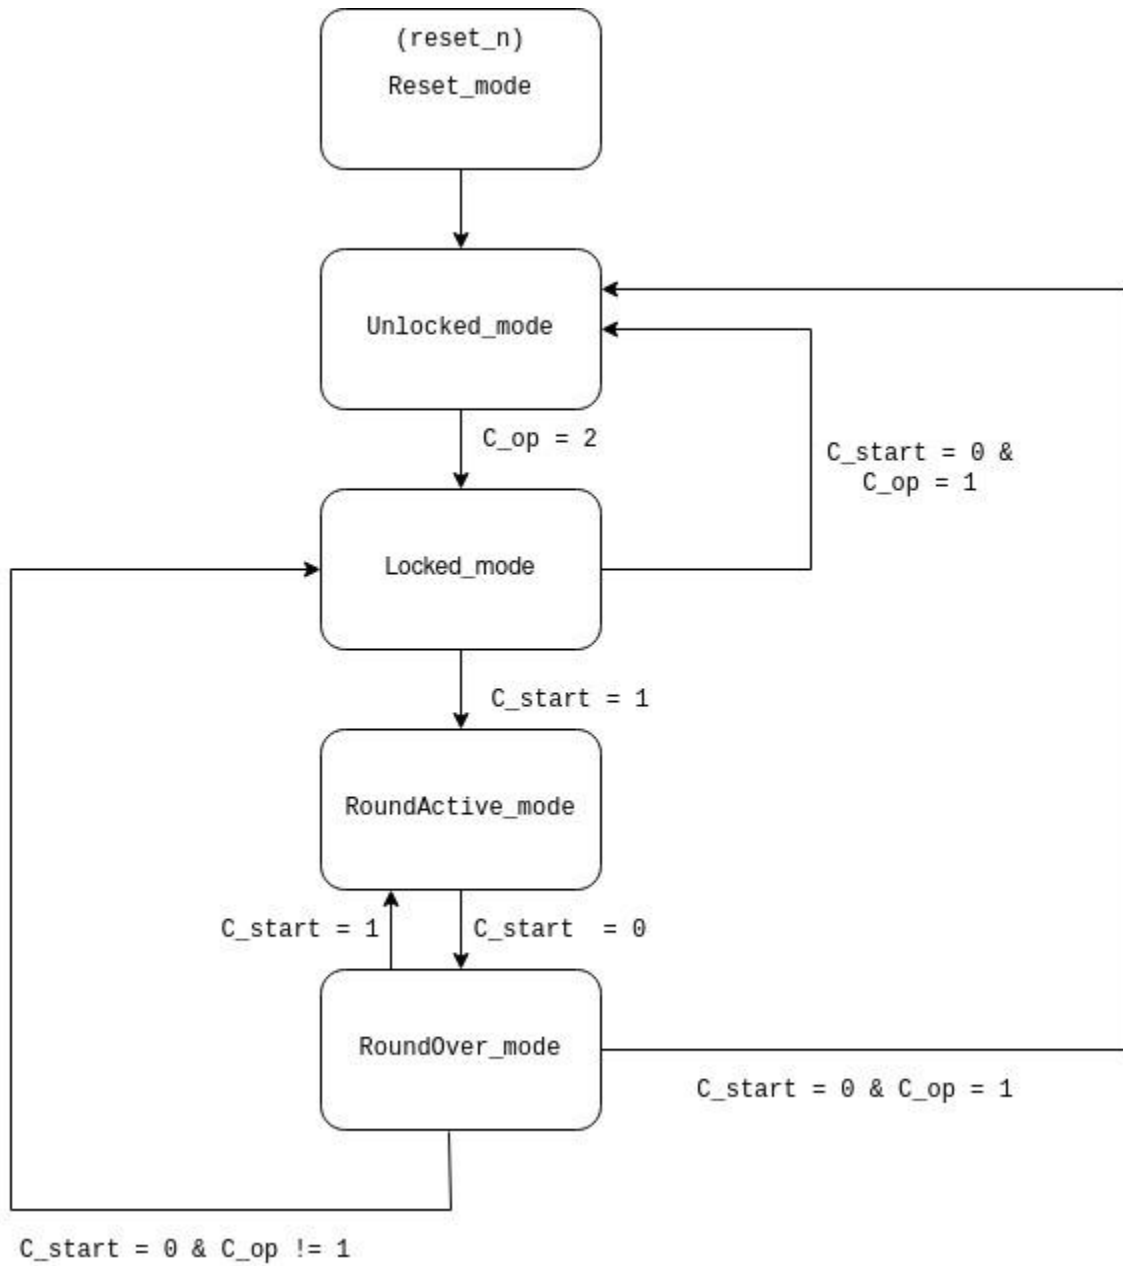 (reset_n)
Reset_mode
Unlocked_mode
C_op = 2
C_start = 0 &
C_op = 1
Locked_mode
C_start = 1
RoundActive_mode
C_start = 1
C_start  = 0
RoundOver_mode
C_start = 0 & C_op = 1
C_start = 0 & C_op != 1